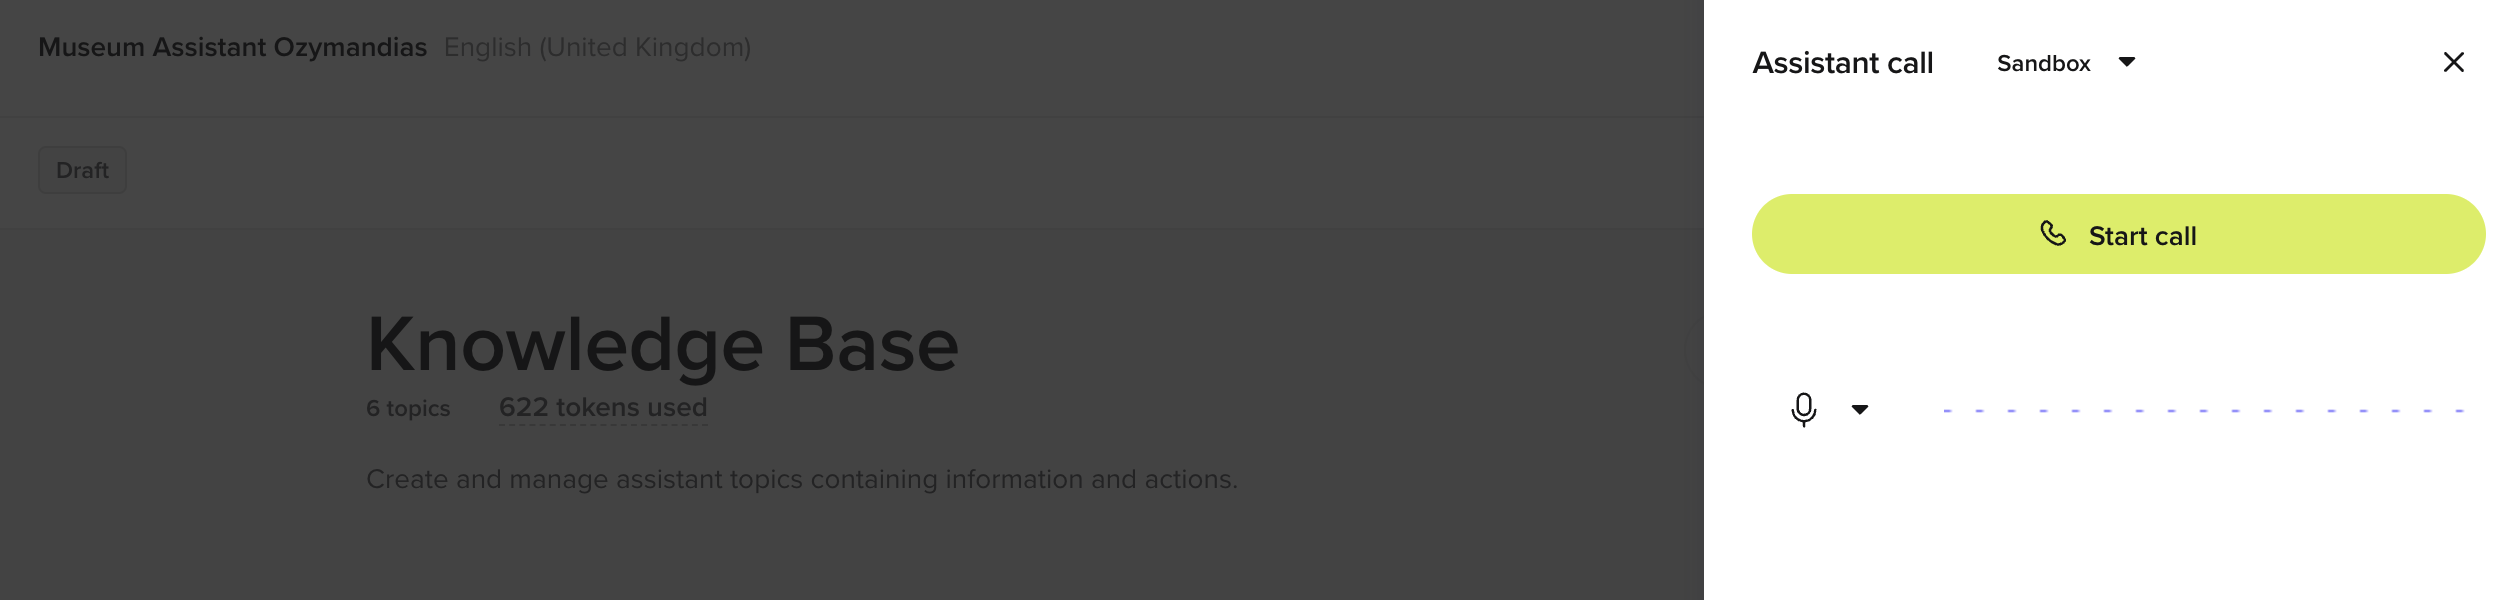 Museum Assistant Ozymandias English (United Kingdom)
Draft
Knowledge Base
6 topics 622 tokens used
Create and manage assistant topics containing information and actions.
Assistant call Sandbox
Start call